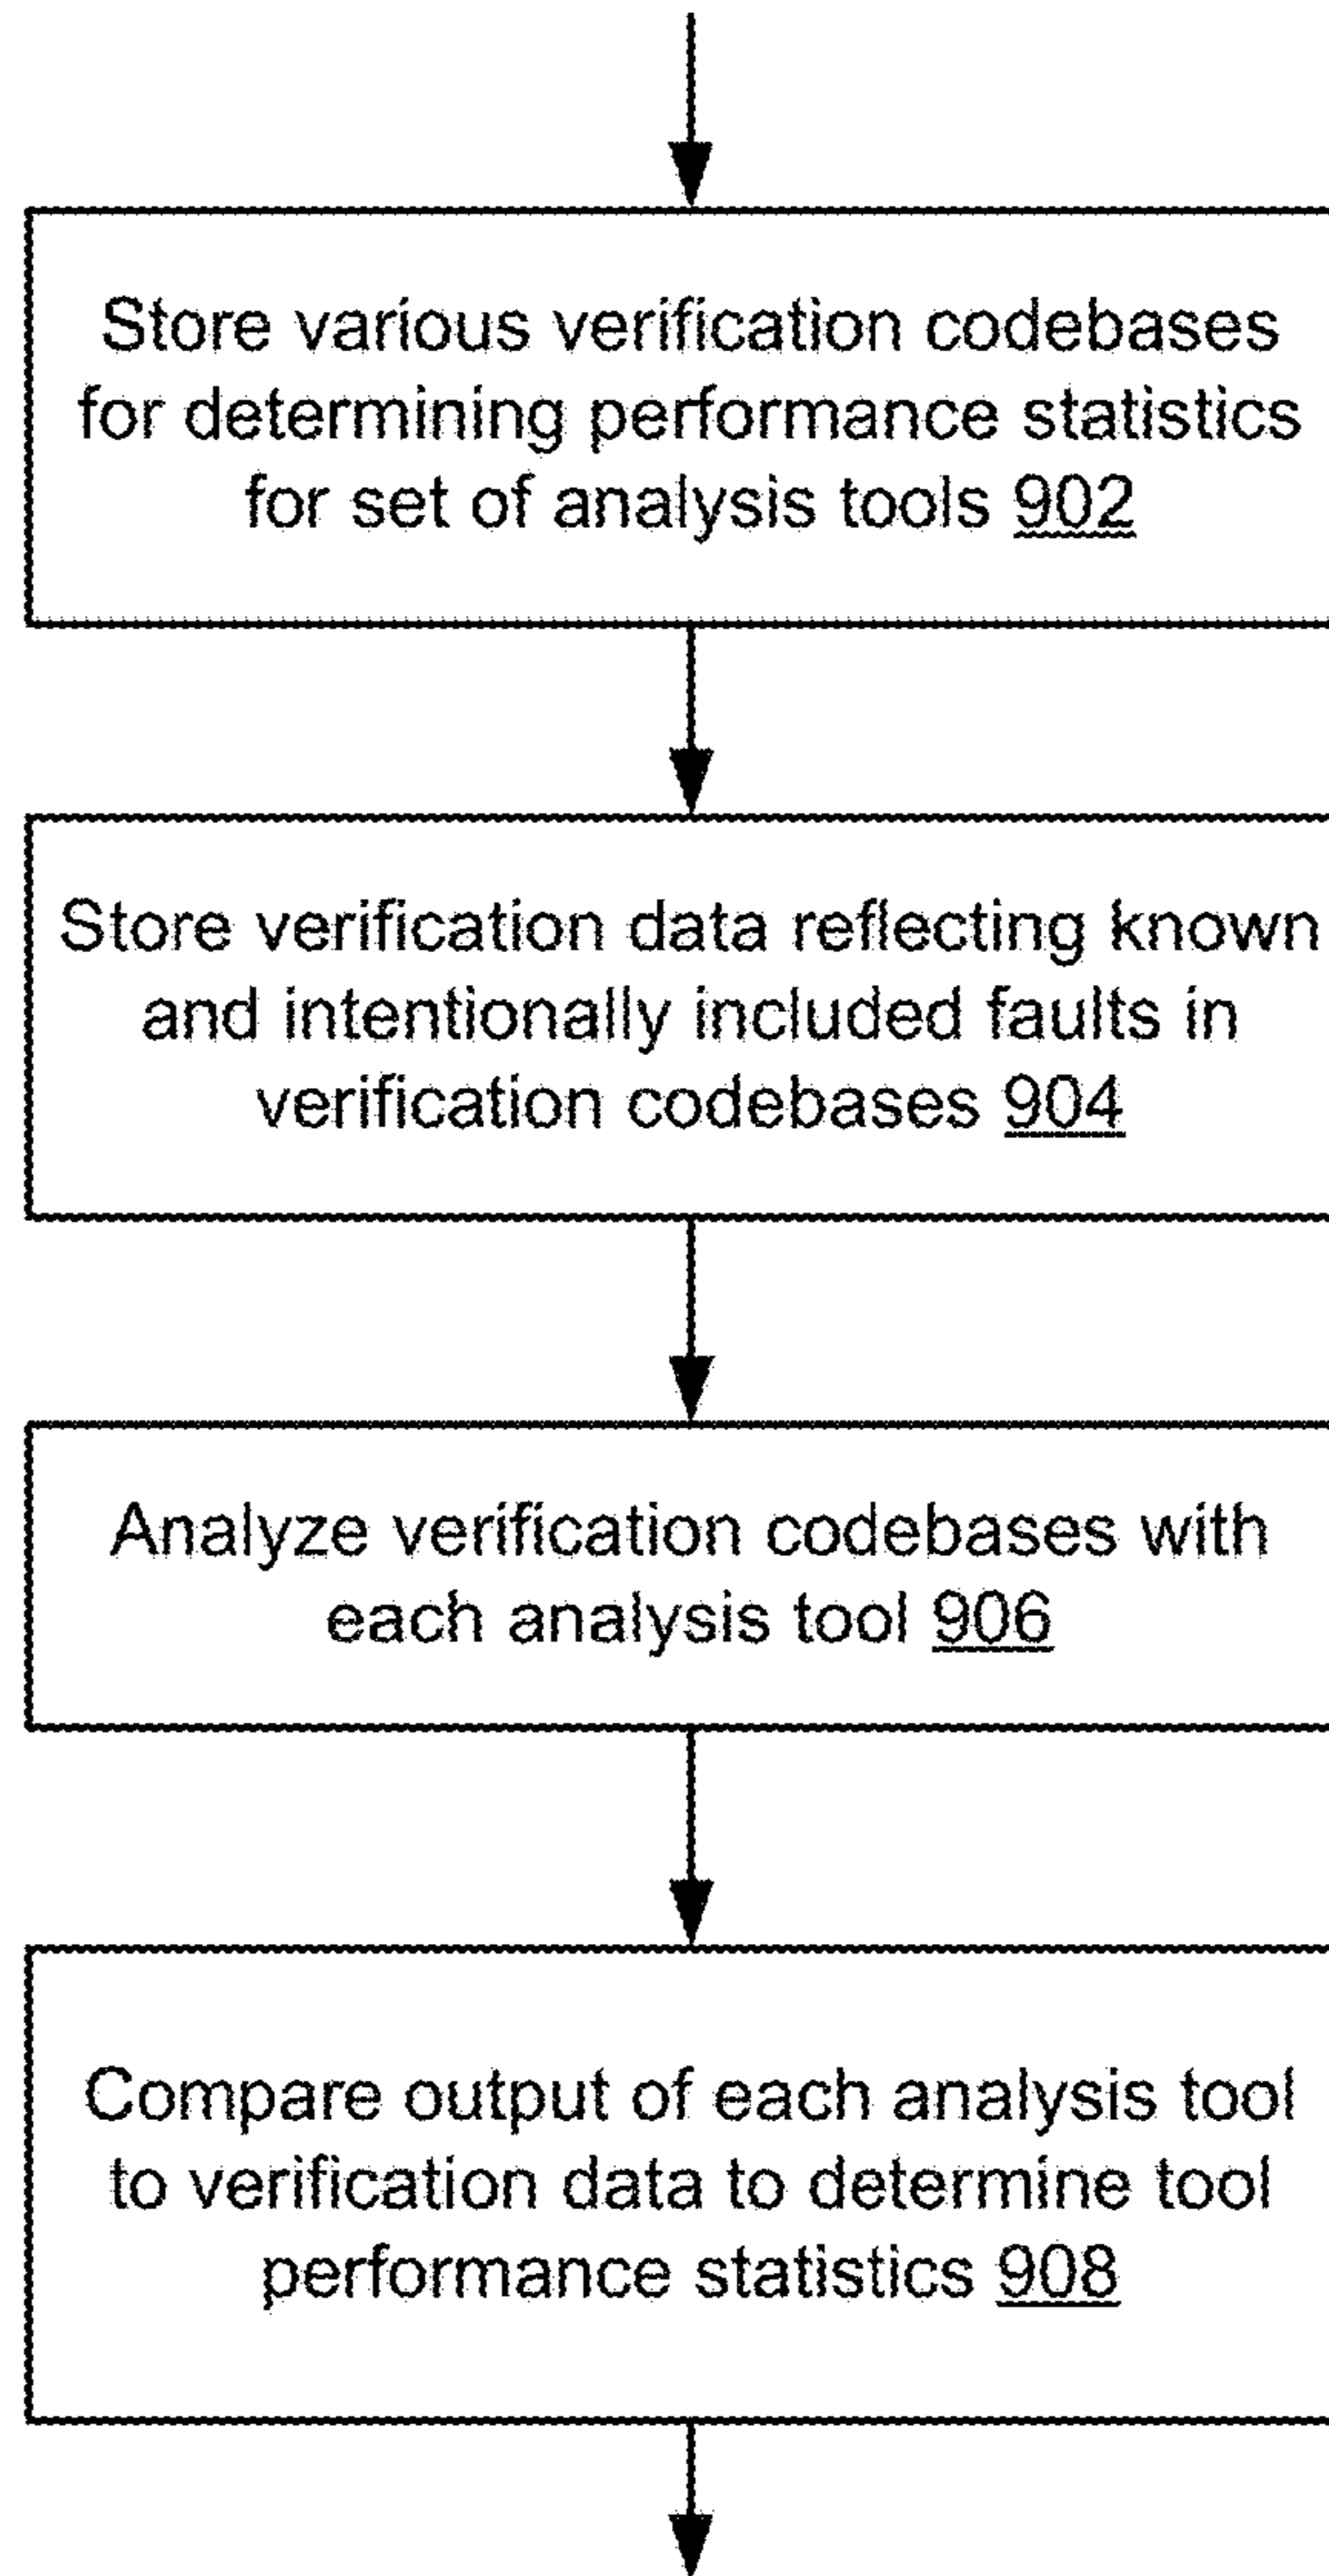 Store various verification codebases
for determining performance statistics
for set of analysis tools 902
Store verification data reflecting known
and intentionally included faults in
verification codebases 904
Analyze verification codebases with
each analysis tool 906
Compare output of each analysis tool
to verification data to determine tool
performance statistics 908